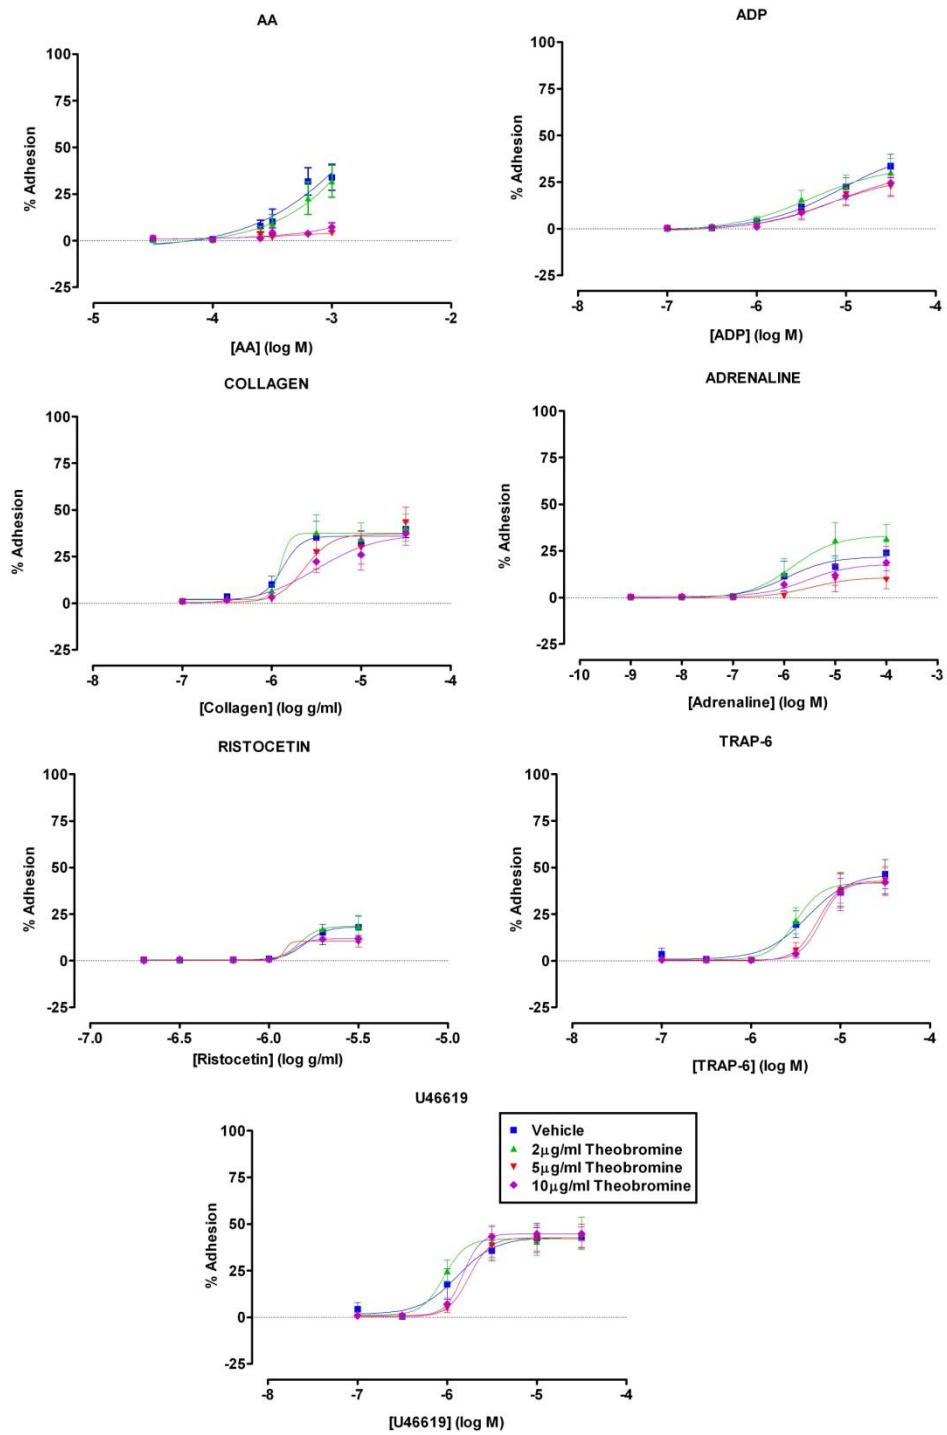 AA
100
75
50
25
0
-25
% Adhesion
-5 -4 -3 -2
[AA] (log M)
ADP
100
75
50
25
0
-25
% Adhesion
-8 -7 -6 -5 -4
[ADP] (log M)
COLLAGEN
100
75
50
25
0
-25
% Adhesion
-8 -7 -6 -5 -4
[Collagen] (log g/ml)
ADRENALINE
100
75
50
25
0
-25
% Adhesion
-10 -9 -8 -7 -6 -5 -4 -3
[Adrenaline] (log M)
RISTOCETIN
100
75
50
25
0
-25
% Adhesion
-7.0 -6.5 -6.0 -5.5 -5.0
[Ristocetin] (log g/ml)
TRAP-6
100
75
50
25
0
-25
% Adhesion
-8 -7 -6 -5 -4
[TRAP-6] (log M)
U46619
Vehicle
2µg/ml Theobromine
5µg/ml Theobromine
10µg/ml Theobromine
100
75
50
25
0
-25
% Adhesion
-8 -7 -6 -5 -4
[U46619] (log M)